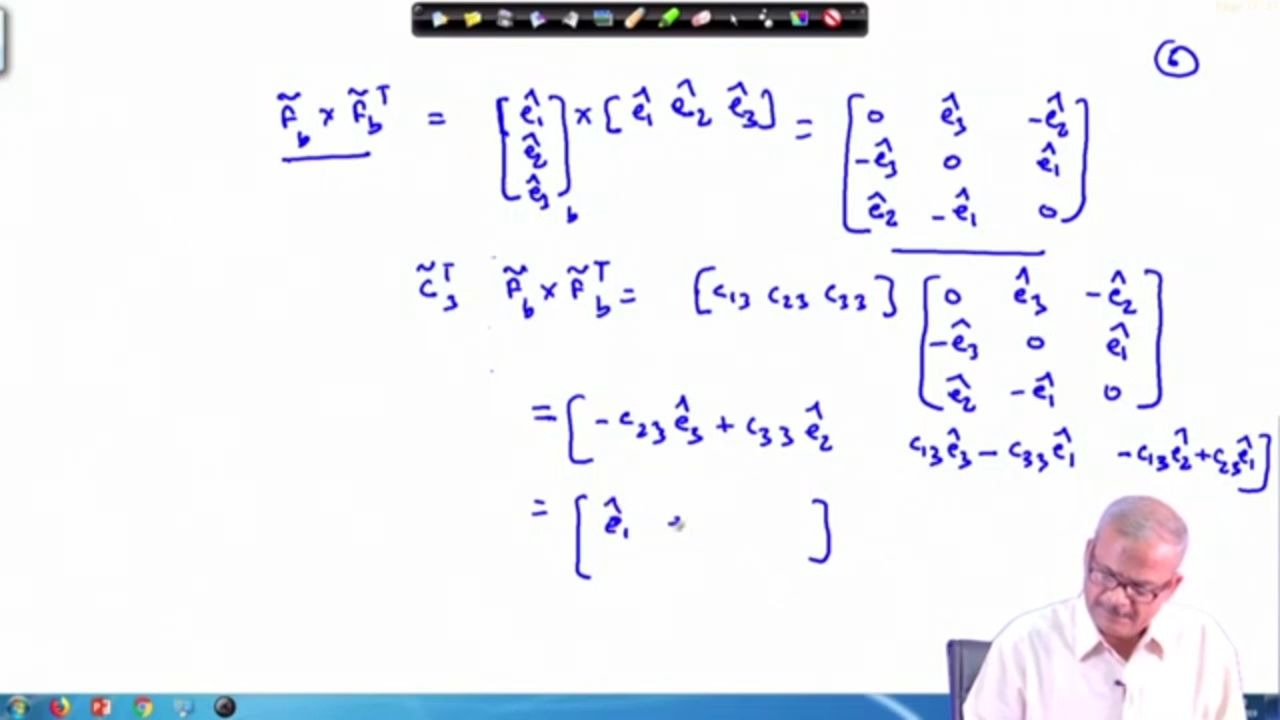 ⑥
F̃_b × F̃_b^T = [ê₁ ê₂ ê₃]_b × [ê₁ ê₂ ê₃] = [0 ê₃ -ê₂
-ê₃ 0 ê₁
ê₂ -ê₁ 0]
C̃₃^T F̃_b × F̃_b^T = [C₁₃ C₂₃ C₃₃] [0 ê₃ -ê₂
-ê₃ 0 ê₁
ê₂ -ê₁ 0]
= [-C₂₃ê₃ + C₃₃ê₂ C₁₃ê₃ - C₃₃ê₁ -C₁₃ê₂ + C₂₃ê₁]
= [ê₁ ]